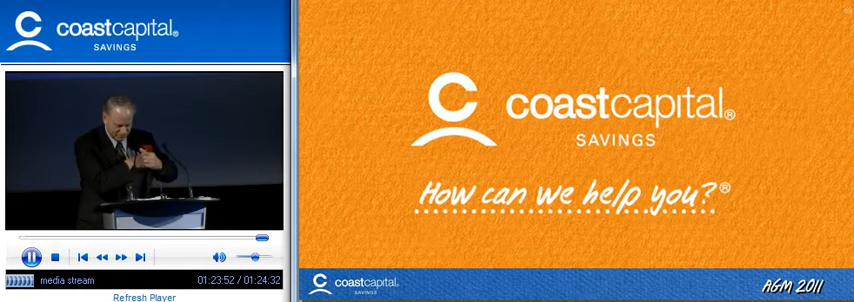 coastcapital®
SAVINGS
media stream
01:23:52 / 01:24:32
Refresh Player
coastcapital®
SAVINGS
How can we help you?®
coastcapital®
SAVINGS
AGM 2011